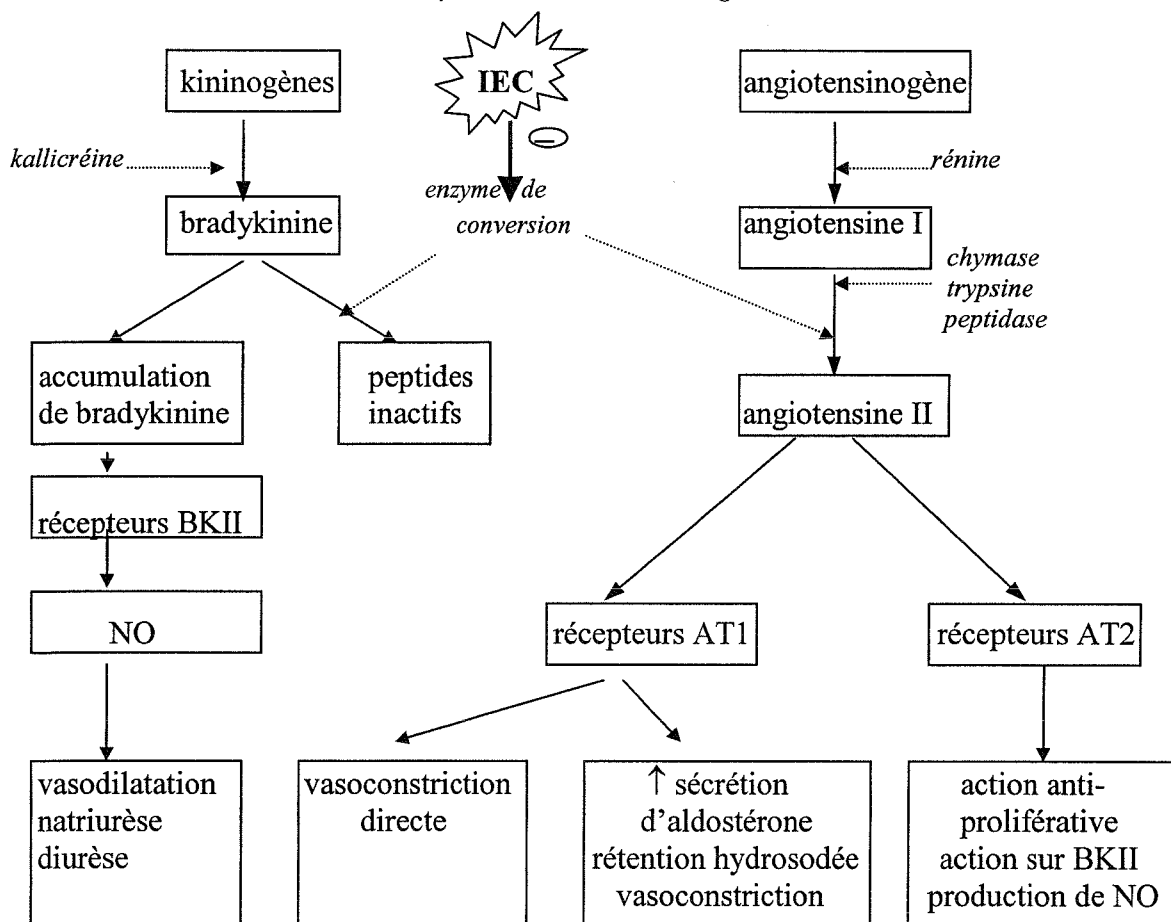 kininogènes
IEC
angiotensinogène
kallicréine
rénine
enzyme de
conversion
bradykinine
angiotensine I
chymase
trypsine
peptidase
accumulation
de bradykinine
peptides
inactifs
angiotensine II
récepteurs BKII
NO
récepteurs AT1
récepteurs AT2
vasodilatation
natriurèse
diurèse
vasoconstriction
directe
↑ sécrétion
d'aldostérone
rétention hydrosodée
vasoconstriction
action anti-
proliférative
action sur BKII
production de NO